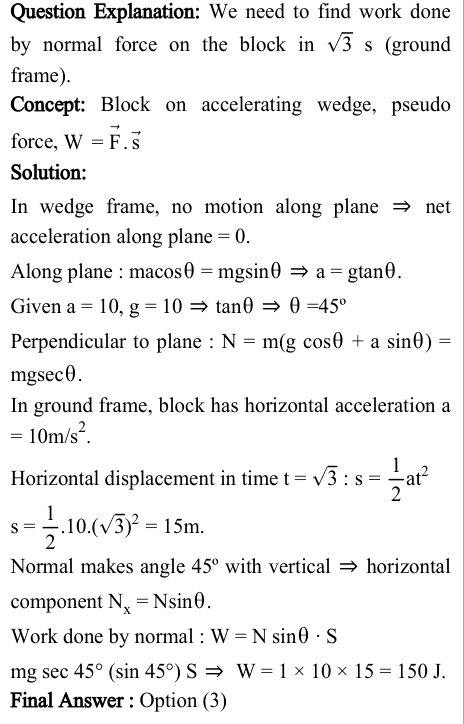 Question Explanation: We need to find work done
by normal force on the block in √3 s (ground
frame).
Concept: Block on accelerating wedge, pseudo
force, W = F⃗ . s⃗
Solution:
In wedge frame, no motion along plane ⇒ net
acceleration along plane = 0.
Along plane : macosθ = mgsinθ ⇒ a = gtanθ.
Given a = 10, g = 10 ⇒ tanθ ⇒ θ =45º
Perpendicular to plane : N = m(g cosθ + a sinθ) =
mgsecθ.
In ground frame, block has horizontal acceleration a
= 10m/s².
Horizontal displacement in time t = √3 : s = 1/2 at²
s = 1/2 .10.(√3)² = 15m.
Normal makes angle 45º with vertical ⇒ horizontal
component Nₓ = Nsinθ.
Work done by normal : W = N sinθ · S
mg sec 45° (sin 45°) S ⇒ W = 1 × 10 × 15 = 150 J.
Final Answer : Option (3)